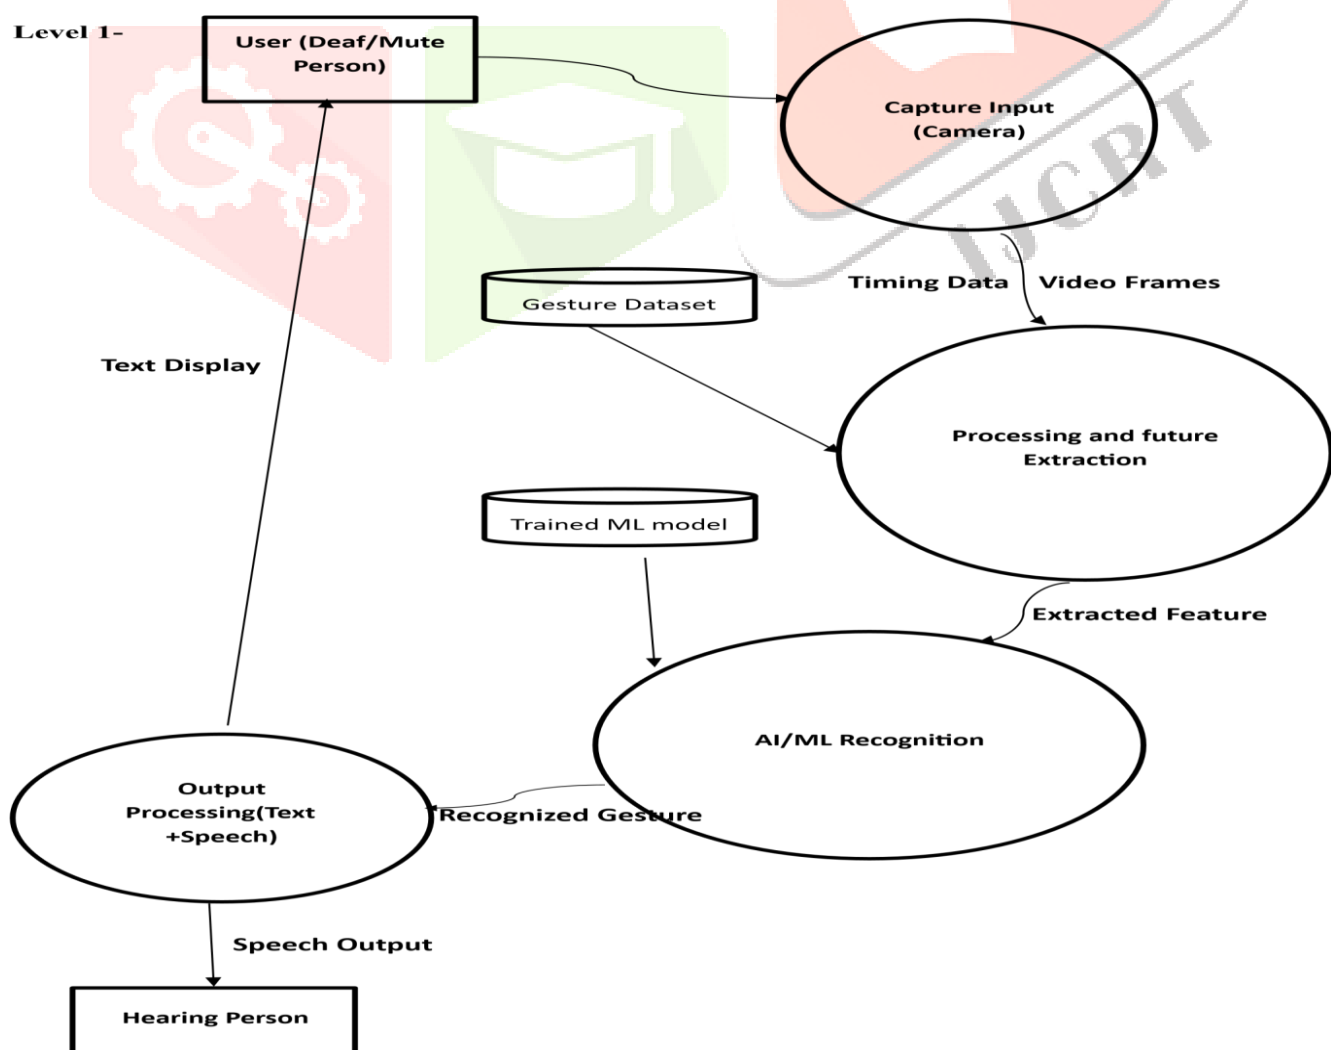 Level 1-
User (Deaf/Mute
Person)
Capture Input
(Camera)
IJCRT
Gesture Dataset
Timing Data
Video Frames
Text Display
Processing and future
Extraction
Trained ML model
Extracted Feature
AI/ML Recognition
Output
Processing(Text
+Speech)
Recognized Gesture
Speech Output
Hearing Person